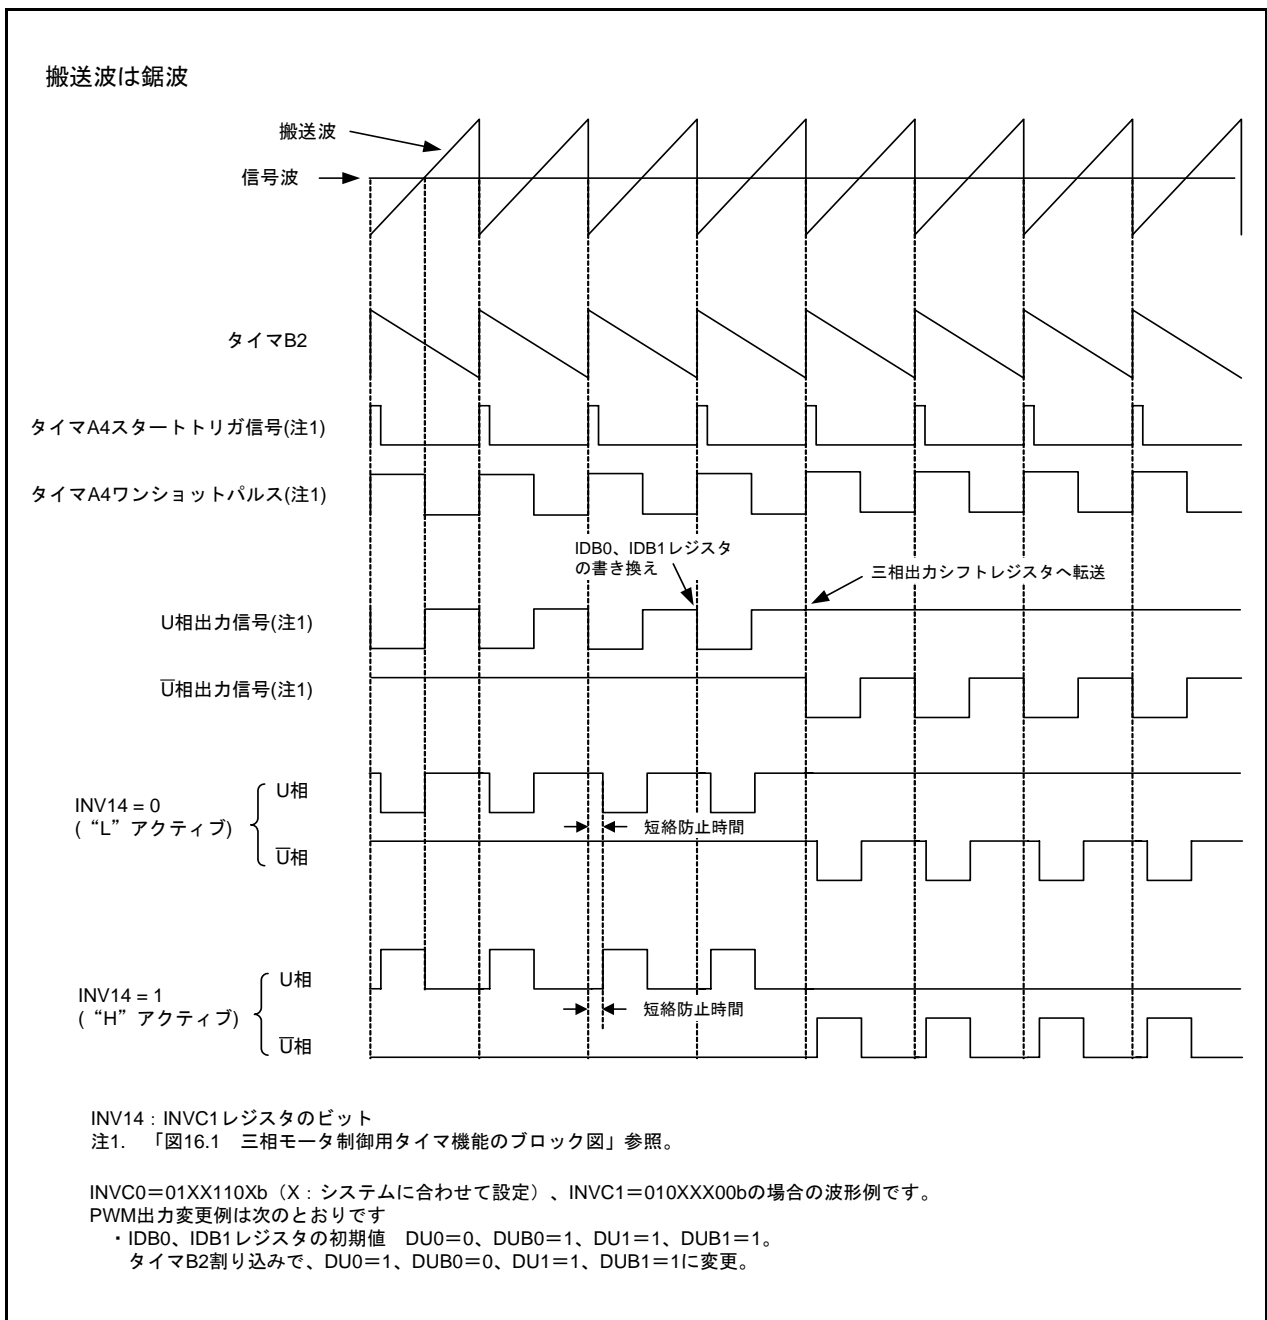 搬送波は鋸波
搬送波
信号波
タイマB2
タイマA4スタートトリガ信号(注1)
タイマA4ワンショットパルス(注1)
IDB0、IDB1レジスタ
の書き換え
三相出力シフトレジスタへ転送
U相出力信号(注1)
U̅相出力信号(注1)
INV14 = 0
(“L”アクティブ)
U相
U̅相
短絡防止時間
INV14 = 1
(“H”アクティブ)
U相
U̅相
短絡防止時間
INV14：INVC1レジスタのビット
注1. 「図16.1 三相モータ制御用タイマ機能のブロック図」参照。
INVC0＝01XX110Xb（X：システムに合わせて設定）、INVC1＝010XXX00bの場合の波形例です。
PWM出力変更例は次のとおりです
・IDB0、IDB1レジスタの初期値 DU0＝0、DUB0＝1、DU1＝1、DUB1＝1。
タイマB2割り込みで、DU0＝1、DUB0＝0、DU1＝1、DUB1＝1に変更。